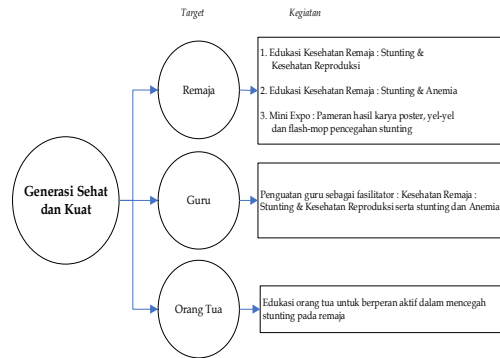 Target
Kegiatan
Generasi Sehat
dan Kuat
Remaja
1. Edukasi Kesehatan Remaja : Stunting &
Kesehatan Reproduksi
2. Edukasi Kesehatan Remaja : Stunting & Anemia
3. Mini Expo : Pameran hasil karya poster, yel-yel
dan flash-mop pencegahan stunting
Guru
Penguatan guru sebagai fasilitator : Kesehatan Remaja :
Stunting & Kesehatan Reproduksi serta stunting dan Anemia
Orang Tua
Edukasi orang tua untuk berperan aktif dalam mencegah
stunting pada remaja